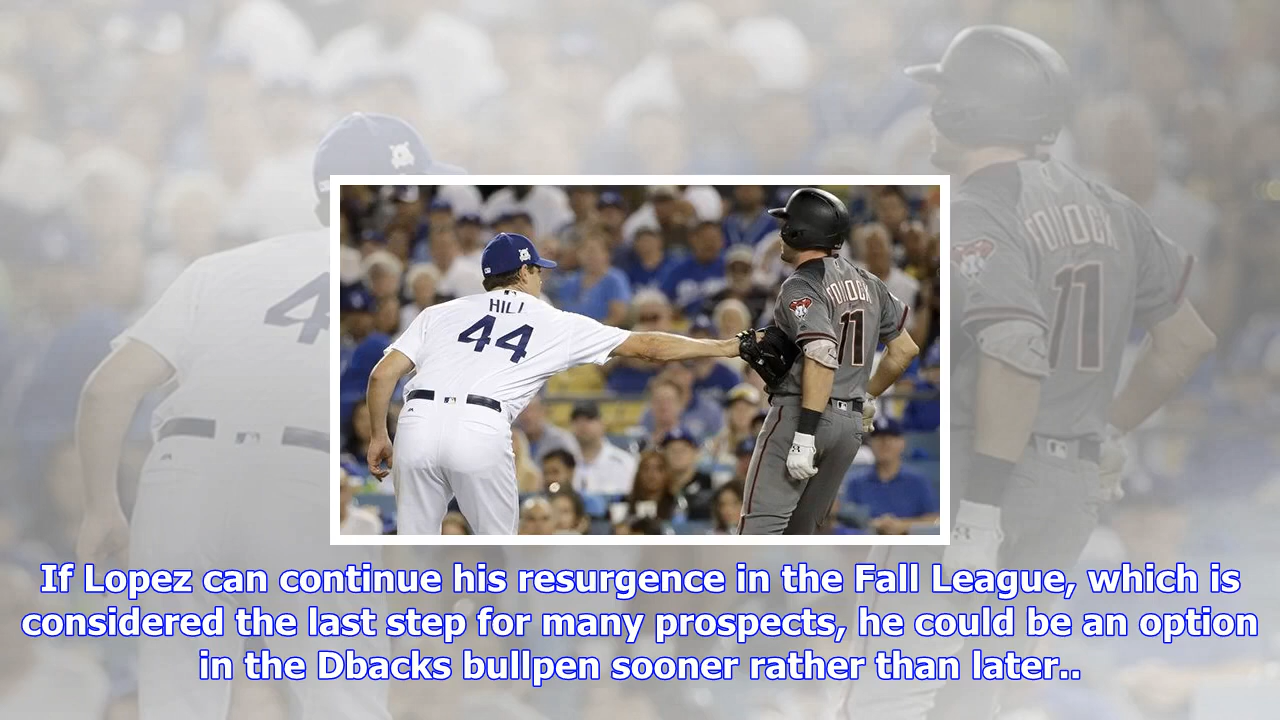 HILL
44
11
11
If Lopez can continue his resurgence in the Fall League, which is
considered the last step for many prospects, he could be an option
in the Dbacks bullpen sooner rather than later..